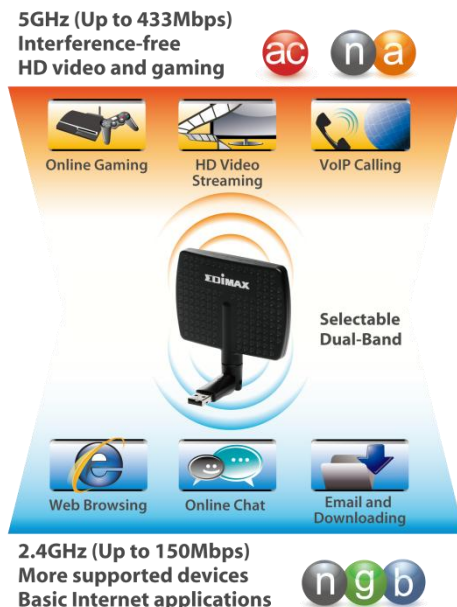 5GHz (Up to 433Mbps)
Interference-free
HD video and gaming
ac n a
Online Gaming
HD Video
Streaming
VoIP Calling
EDIMAX
Selectable
Dual-Band
Web Browsing
Online Chat
Email and
Downloading
2.4GHz (Up to 150Mbps)
More supported devices
Basic Internet applications
n g b